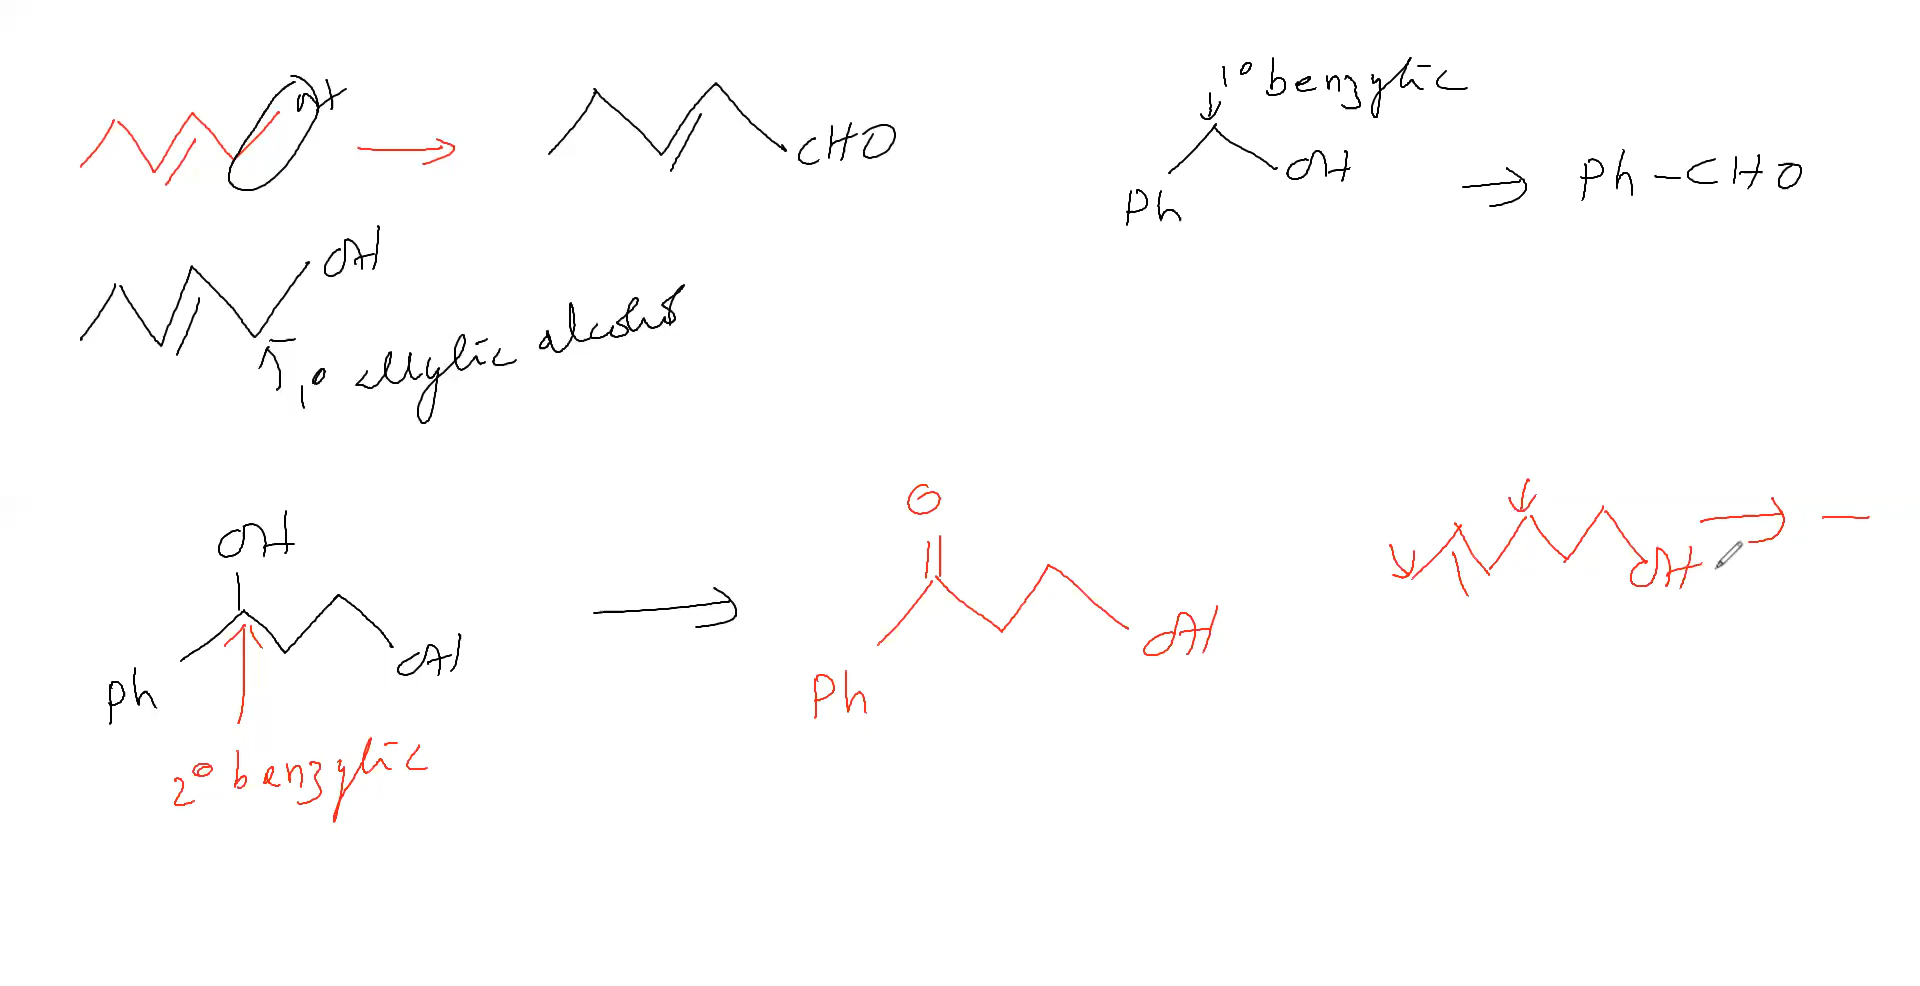 OH
CHO
1° benzylic
OH
Ph
→ Ph-CHO
OH
1° allylic alcohol
OH
OH
Ph
2° benzylic
O
OH
Ph
OH → —